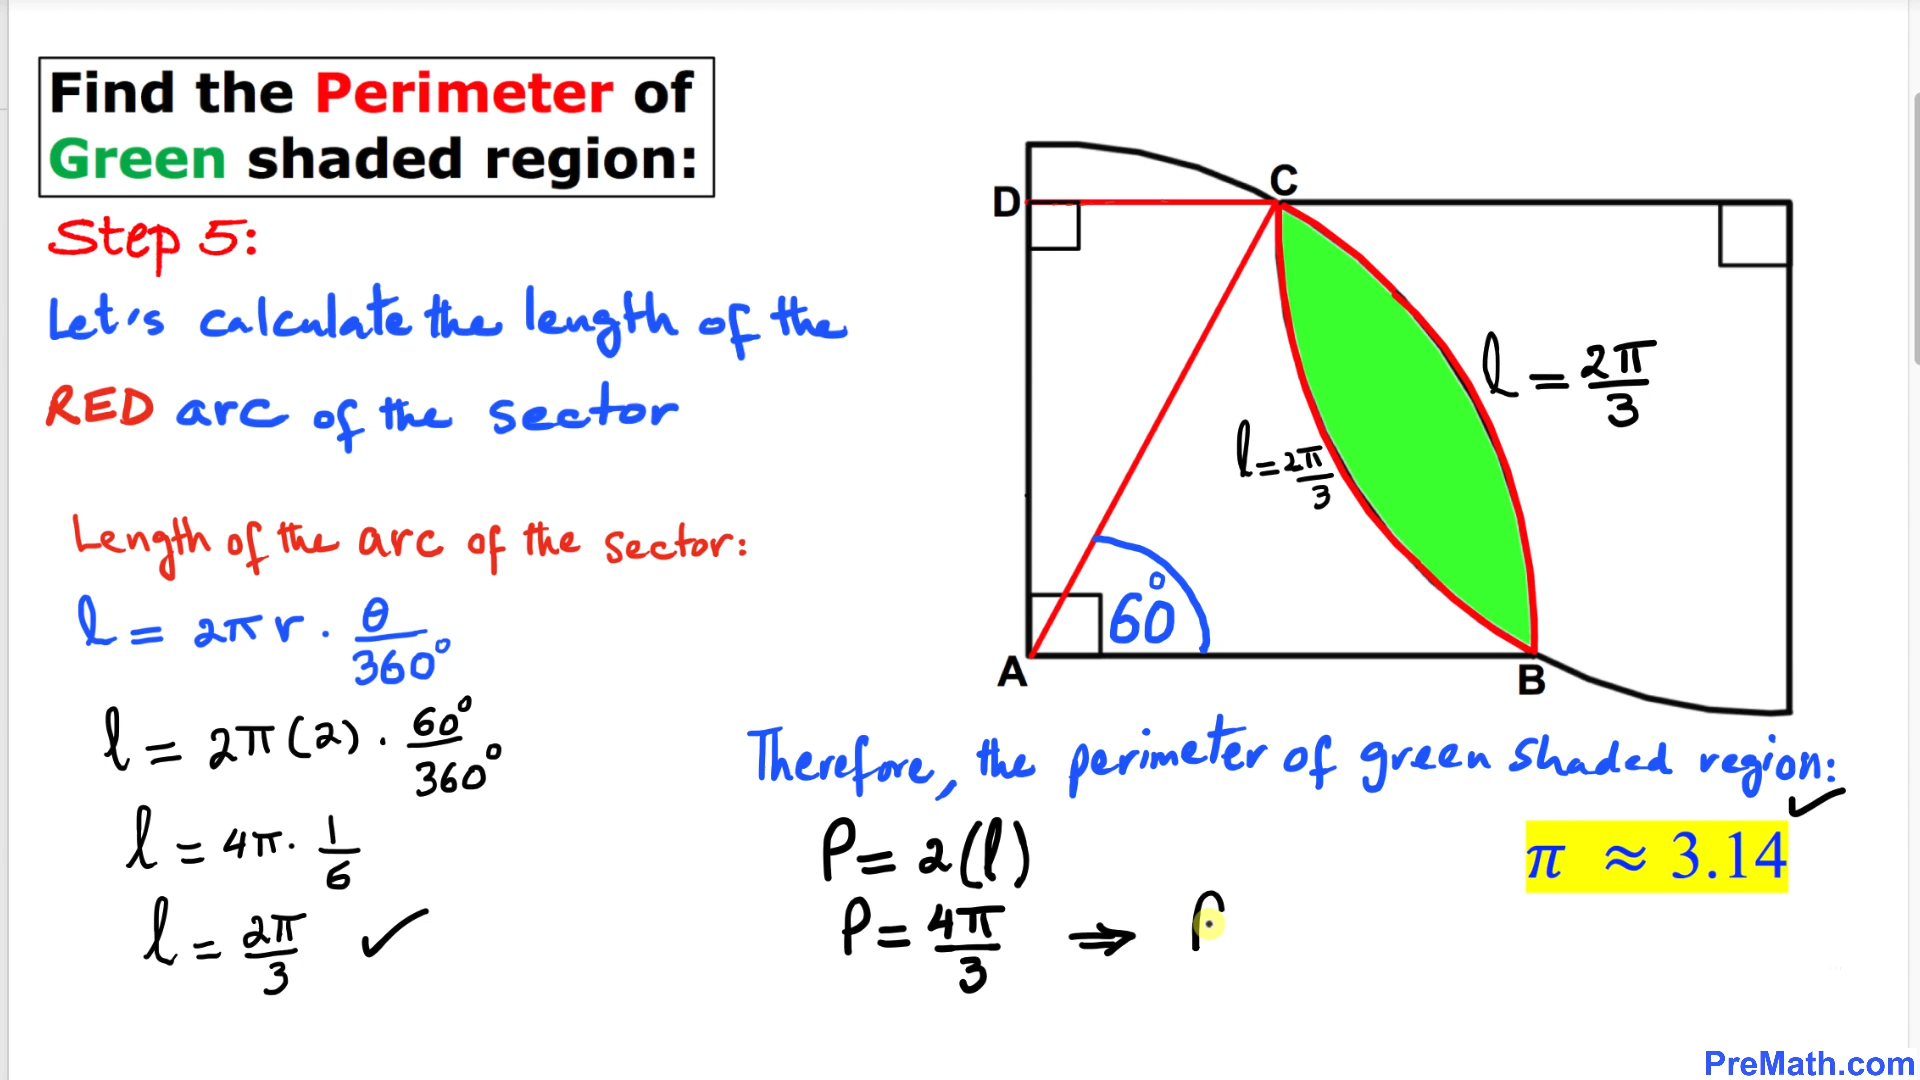 Find the Perimeter of
Green shaded region:
Step 5:
Let's calculate the length of the
RED arc of the sector
Length of the arc of the sector:
l = 2πr · θ/360°
l = 2π(2) · 60°/360°
l = 4π · 1/6
l = 2π/3 ✓
D
C
A
B
60°
l = 2π/3
l = 2π/3
Therefore, the perimeter of green shaded region:
P = 2(l)
P = 4π/3 ⇒ P
π ≈ 3.14 ✓
PreMath.com